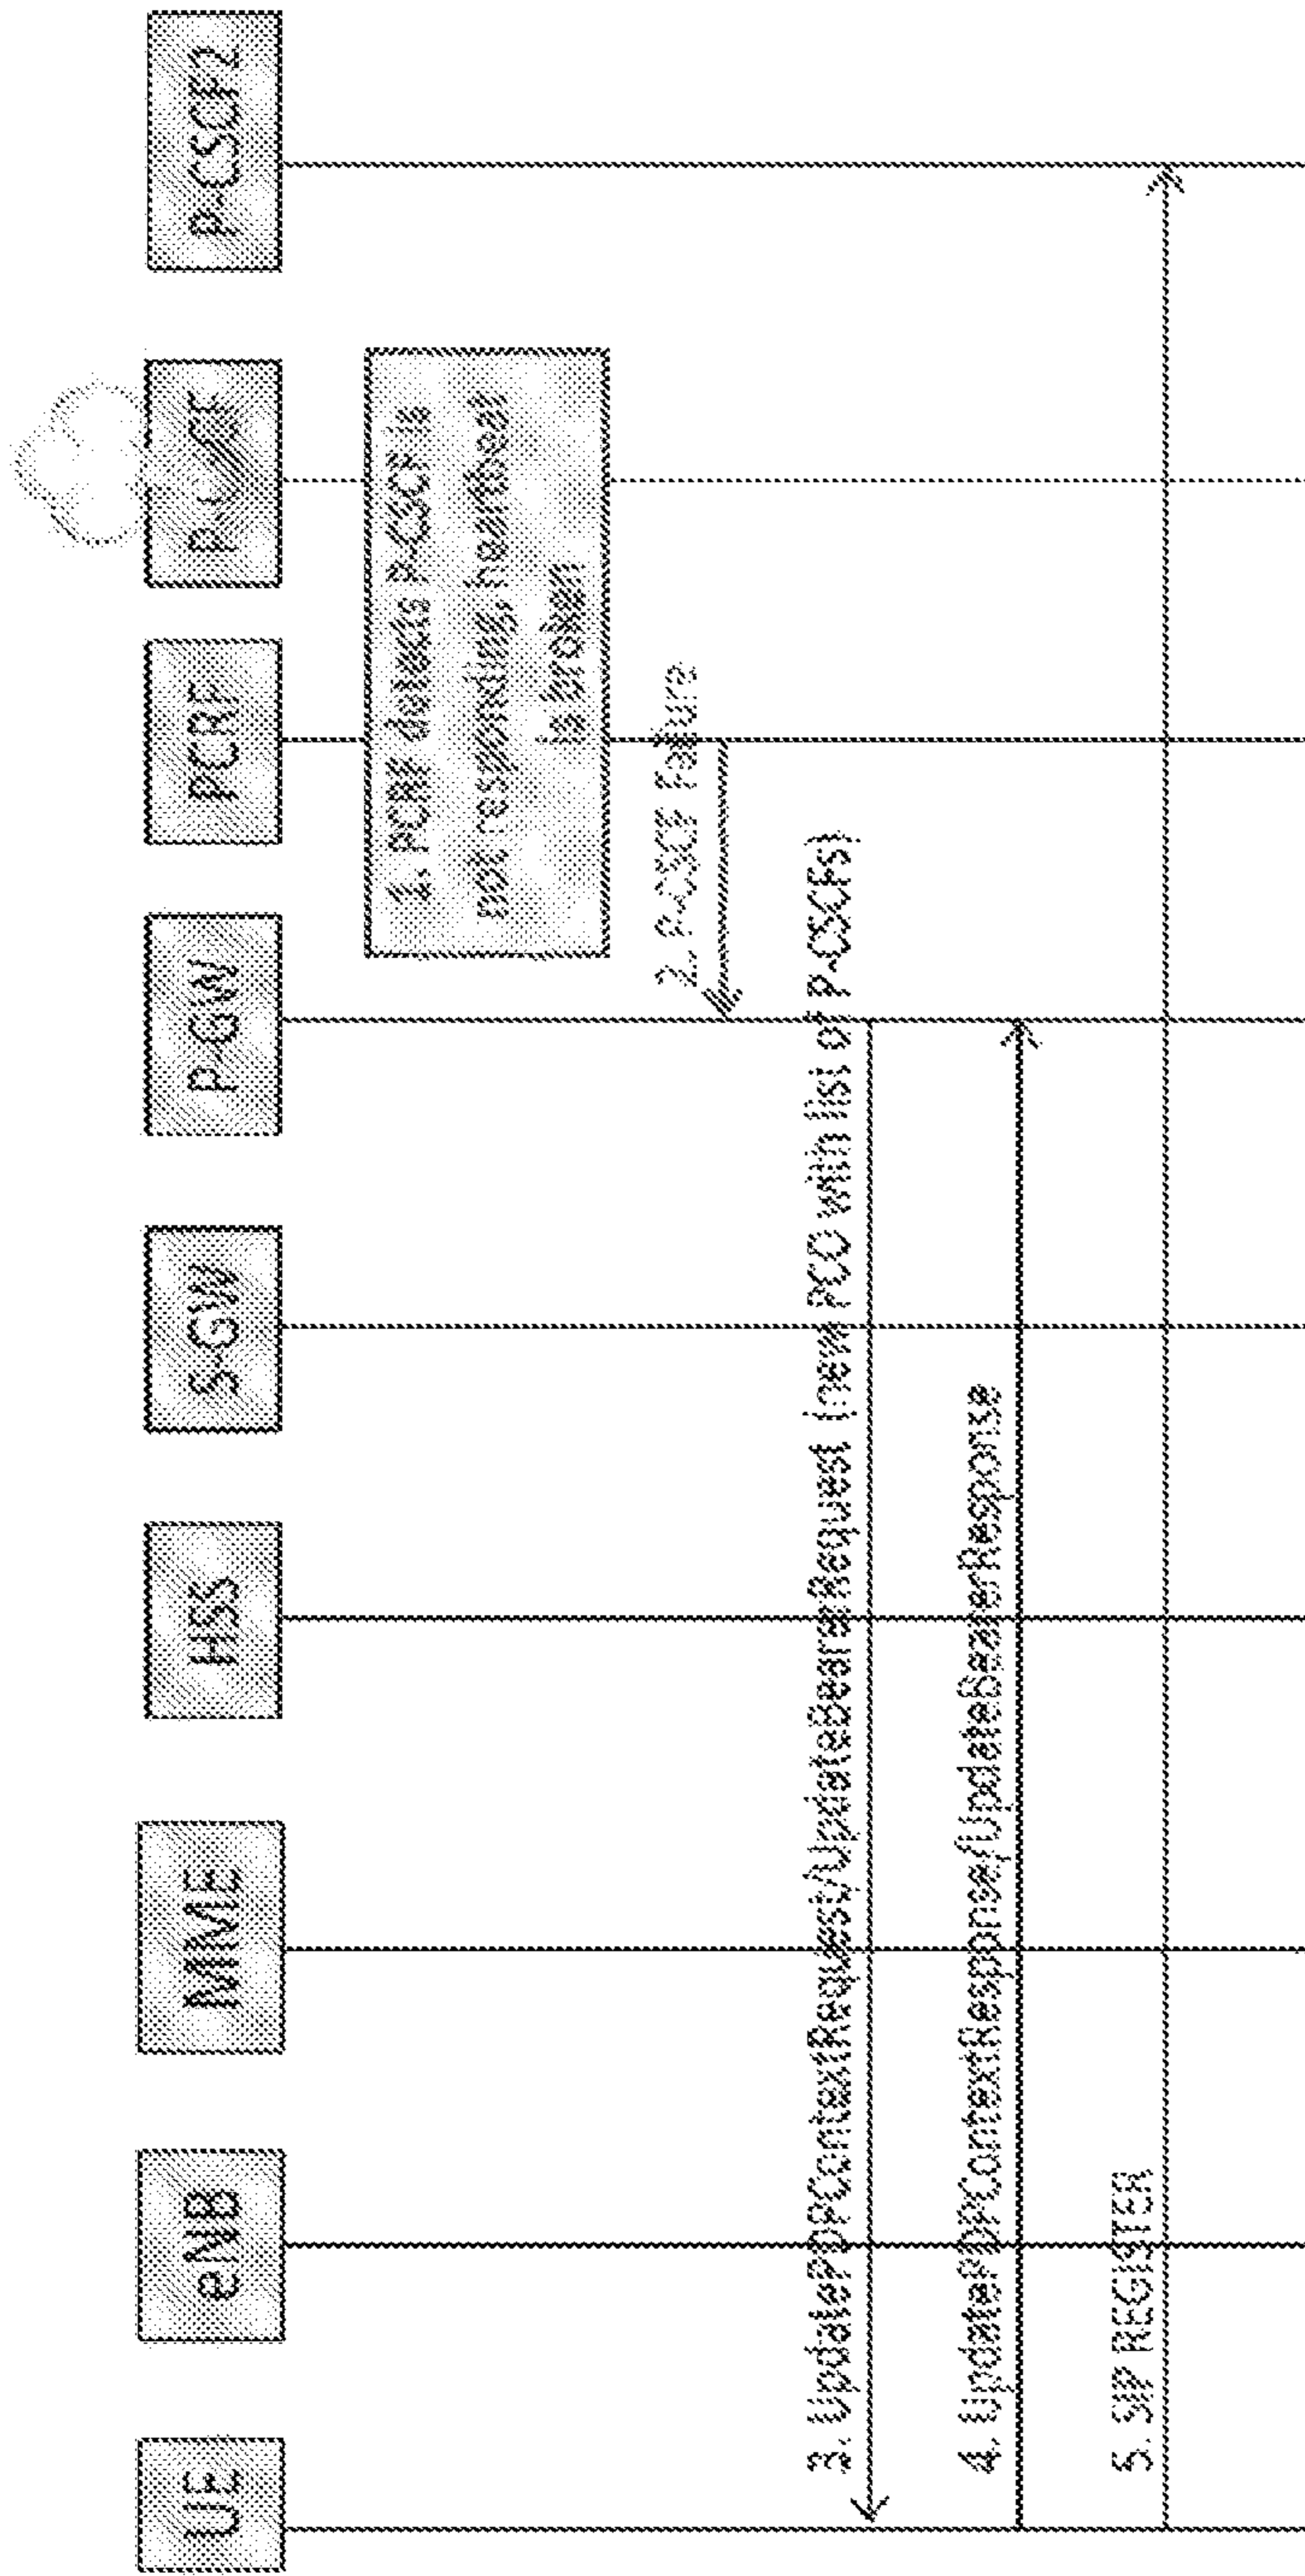 UE
eNB
MME
HSS
S-GW
P-GW
PCRF
P-CSCF2
1. PCRF detects P-CSCF is
not responding, heartbeat
is broken
2. P-CSCF Failure
3. UpdatePDPContextRequest/UpdateBearerRequest (new PCO with list of P-CSCFs)
4. UpdatePDPContextResponse/UpdateBearerResponse
5. SIP REGISTER